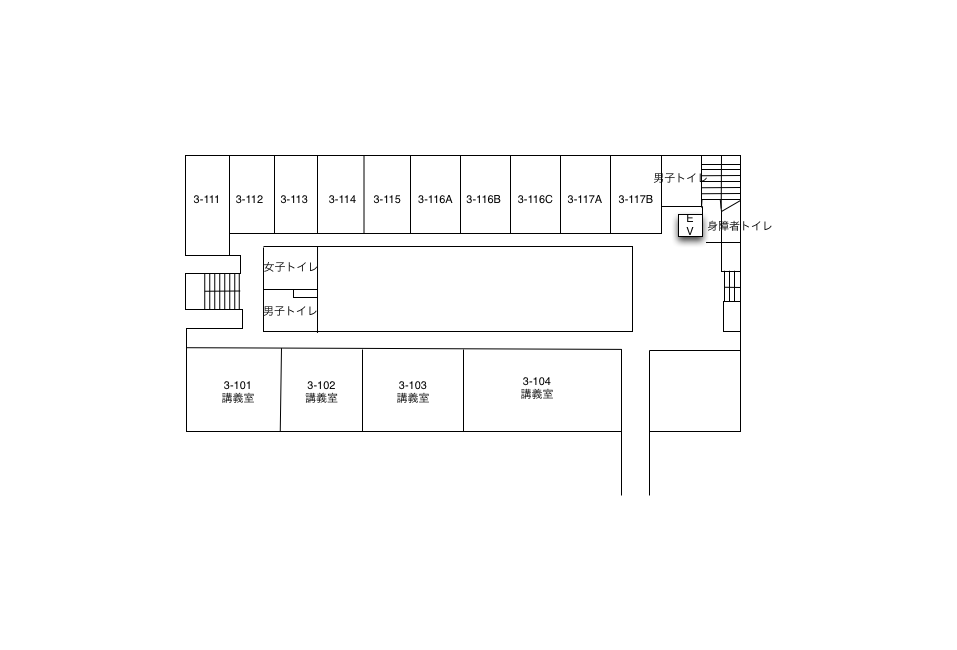 男子トイレ
3-111
3-112
3-113
3-114
3-115
3-116A
3-116B
3-116C
3-117A
3-117B
E
V
身障者トイレ
女子トイレ
男子トイレ
3-101
講義室
3-102
講義室
3-103
講義室
3-104
講義室